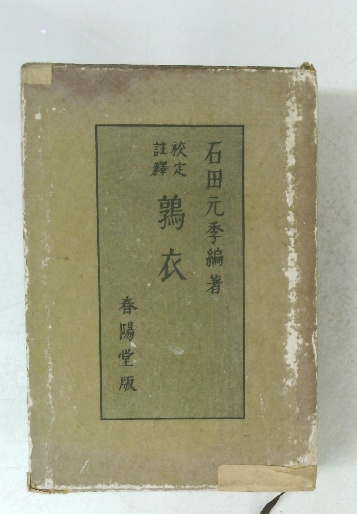 石田元季編著
校定
註釋
鶉衣
春陽堂版